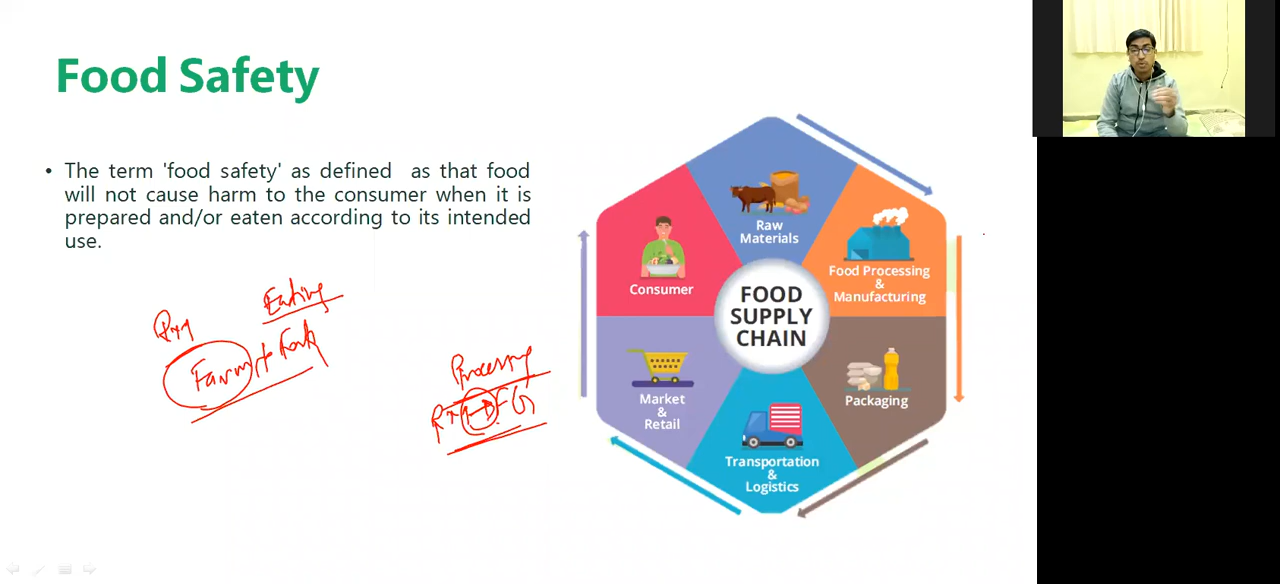 Food Safety
• The term 'food safety' as defined as that food
will not cause harm to the consumer when it is
prepared and/or eaten according to its intended
use.
Eating
Farm to Fork
Processing
Raw
Materials
Food Processing
&
Manufacturing
Packaging
Transportation
&
Logistics
Market
&
Retail
Consumer
FOOD
SUPPLY
CHAIN